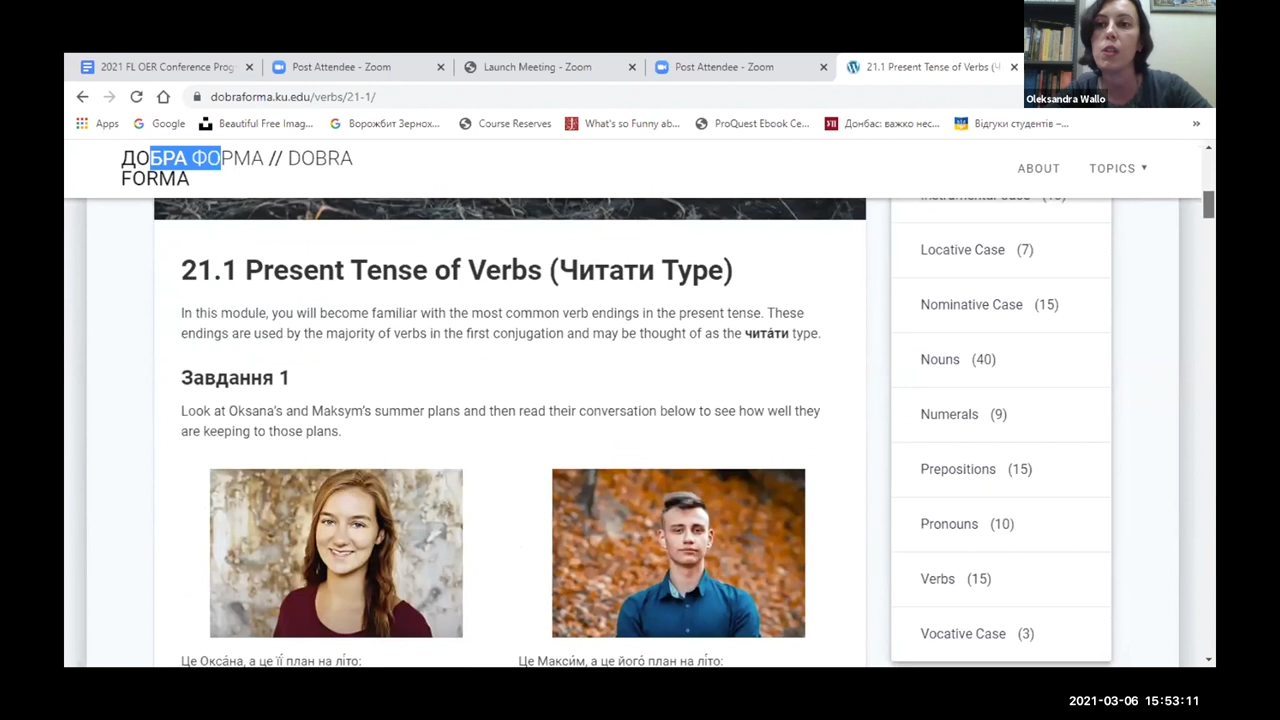 2021 FL OER Conference Prog
Post Attendee - Zoom
Launch Meeting - Zoom
Post Attendee - Zoom
21.1 Present Tense of Verbs (Ч
Oleksandra Wallo
dobraforma.ku.edu/verbs/21-1/
Apps
Google
Beautiful Free Imag...
Ворожбит Зернох...
Course Reserves
What's so Funny ab...
ProQuest Ebook Ce...
Донбас: важко нес...
Відгуки студентів –...
ДОБРА ФОРМА // DOBRA
FORMA
ABOUT
TOPICS
21.1 Present Tense of Verbs (Читати Type)
In this module, you will become familiar with the most common verb endings in the present tense. These
endings are used by the majority of verbs in the first conjugation and may be thought of as the чита́ти type.
Завдання 1
Look at Oksana's and Maksym's summer plans and then read their conversation below to see how well they
are keeping to those plans.
Це Окса́на, а це її́ план на лі́то:
Це Макси́м, а це його́ план на лі́то:
Locative Case (7)
Nominative Case (15)
Nouns (40)
Numerals (9)
Prepositions (15)
Pronouns (10)
Verbs (15)
Vocative Case (3)
2021-03-06 15:53:11